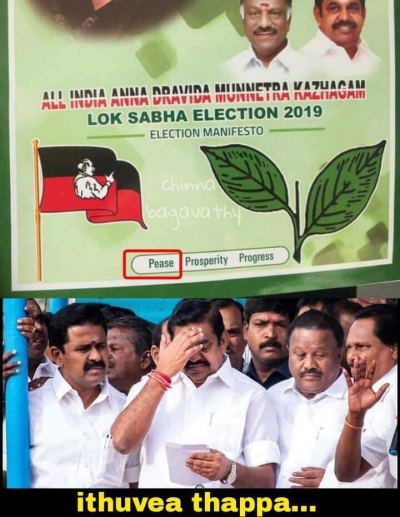 ALL INDIA ANNA DRAVIDA MUNNETRA KAZHAGAM
LOK SABHA ELECTION 2019
ELECTION MANIFESTO
Chinna
bagavathy
Pease Prosperity Progress
ithuvea thappa...